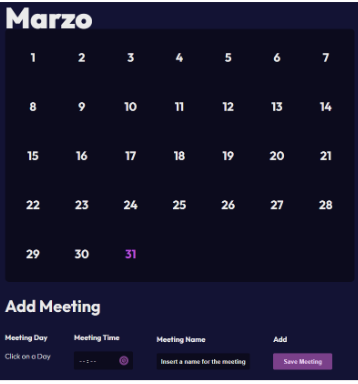 Marzo
1 2 3 4 5 6 7
8 9 10 11 12 13 14
15 16 17 18 19 20 21
22 23 24 25 26 27 28
29 30 31
Add Meeting
Meeting Day Meeting Time Meeting Name Add
Click on a Day --:-- Insert a name for the meeting Save Meeting